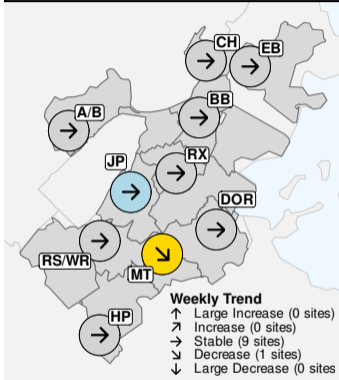 CH
EB
BB
A/B
RX
JP
DOR
RS/WR
MT
HP
Weekly Trend
↑ Large Increase (0 sites)
↗ Increase (0 sites)
→ Stable (9 sites)
↘ Decrease (1 sites)
↓ Large Decrease (0 sites